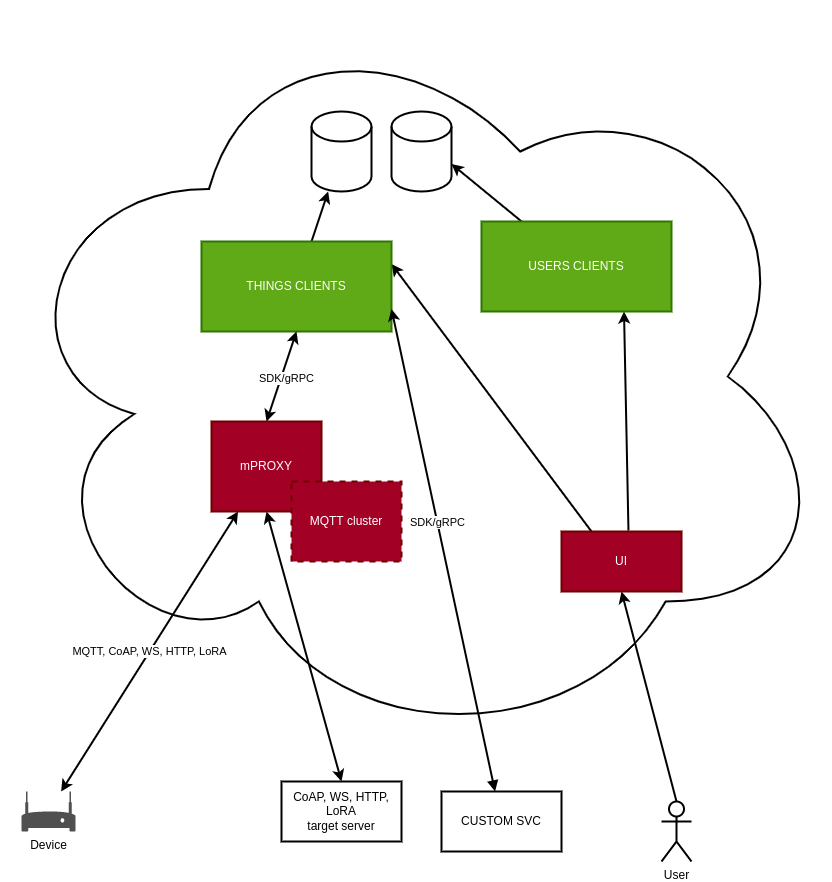 USERS CLIENTS
THINGS CLIENTS
SDK/gRPC
mPROXY
MQTT cluster
SDK/gRPC
UI
MQTT, CoAP, WS, HTTP, LoRA
CoAP, WS, HTTP,
LoRA
target server
CUSTOM SVC
Device
User